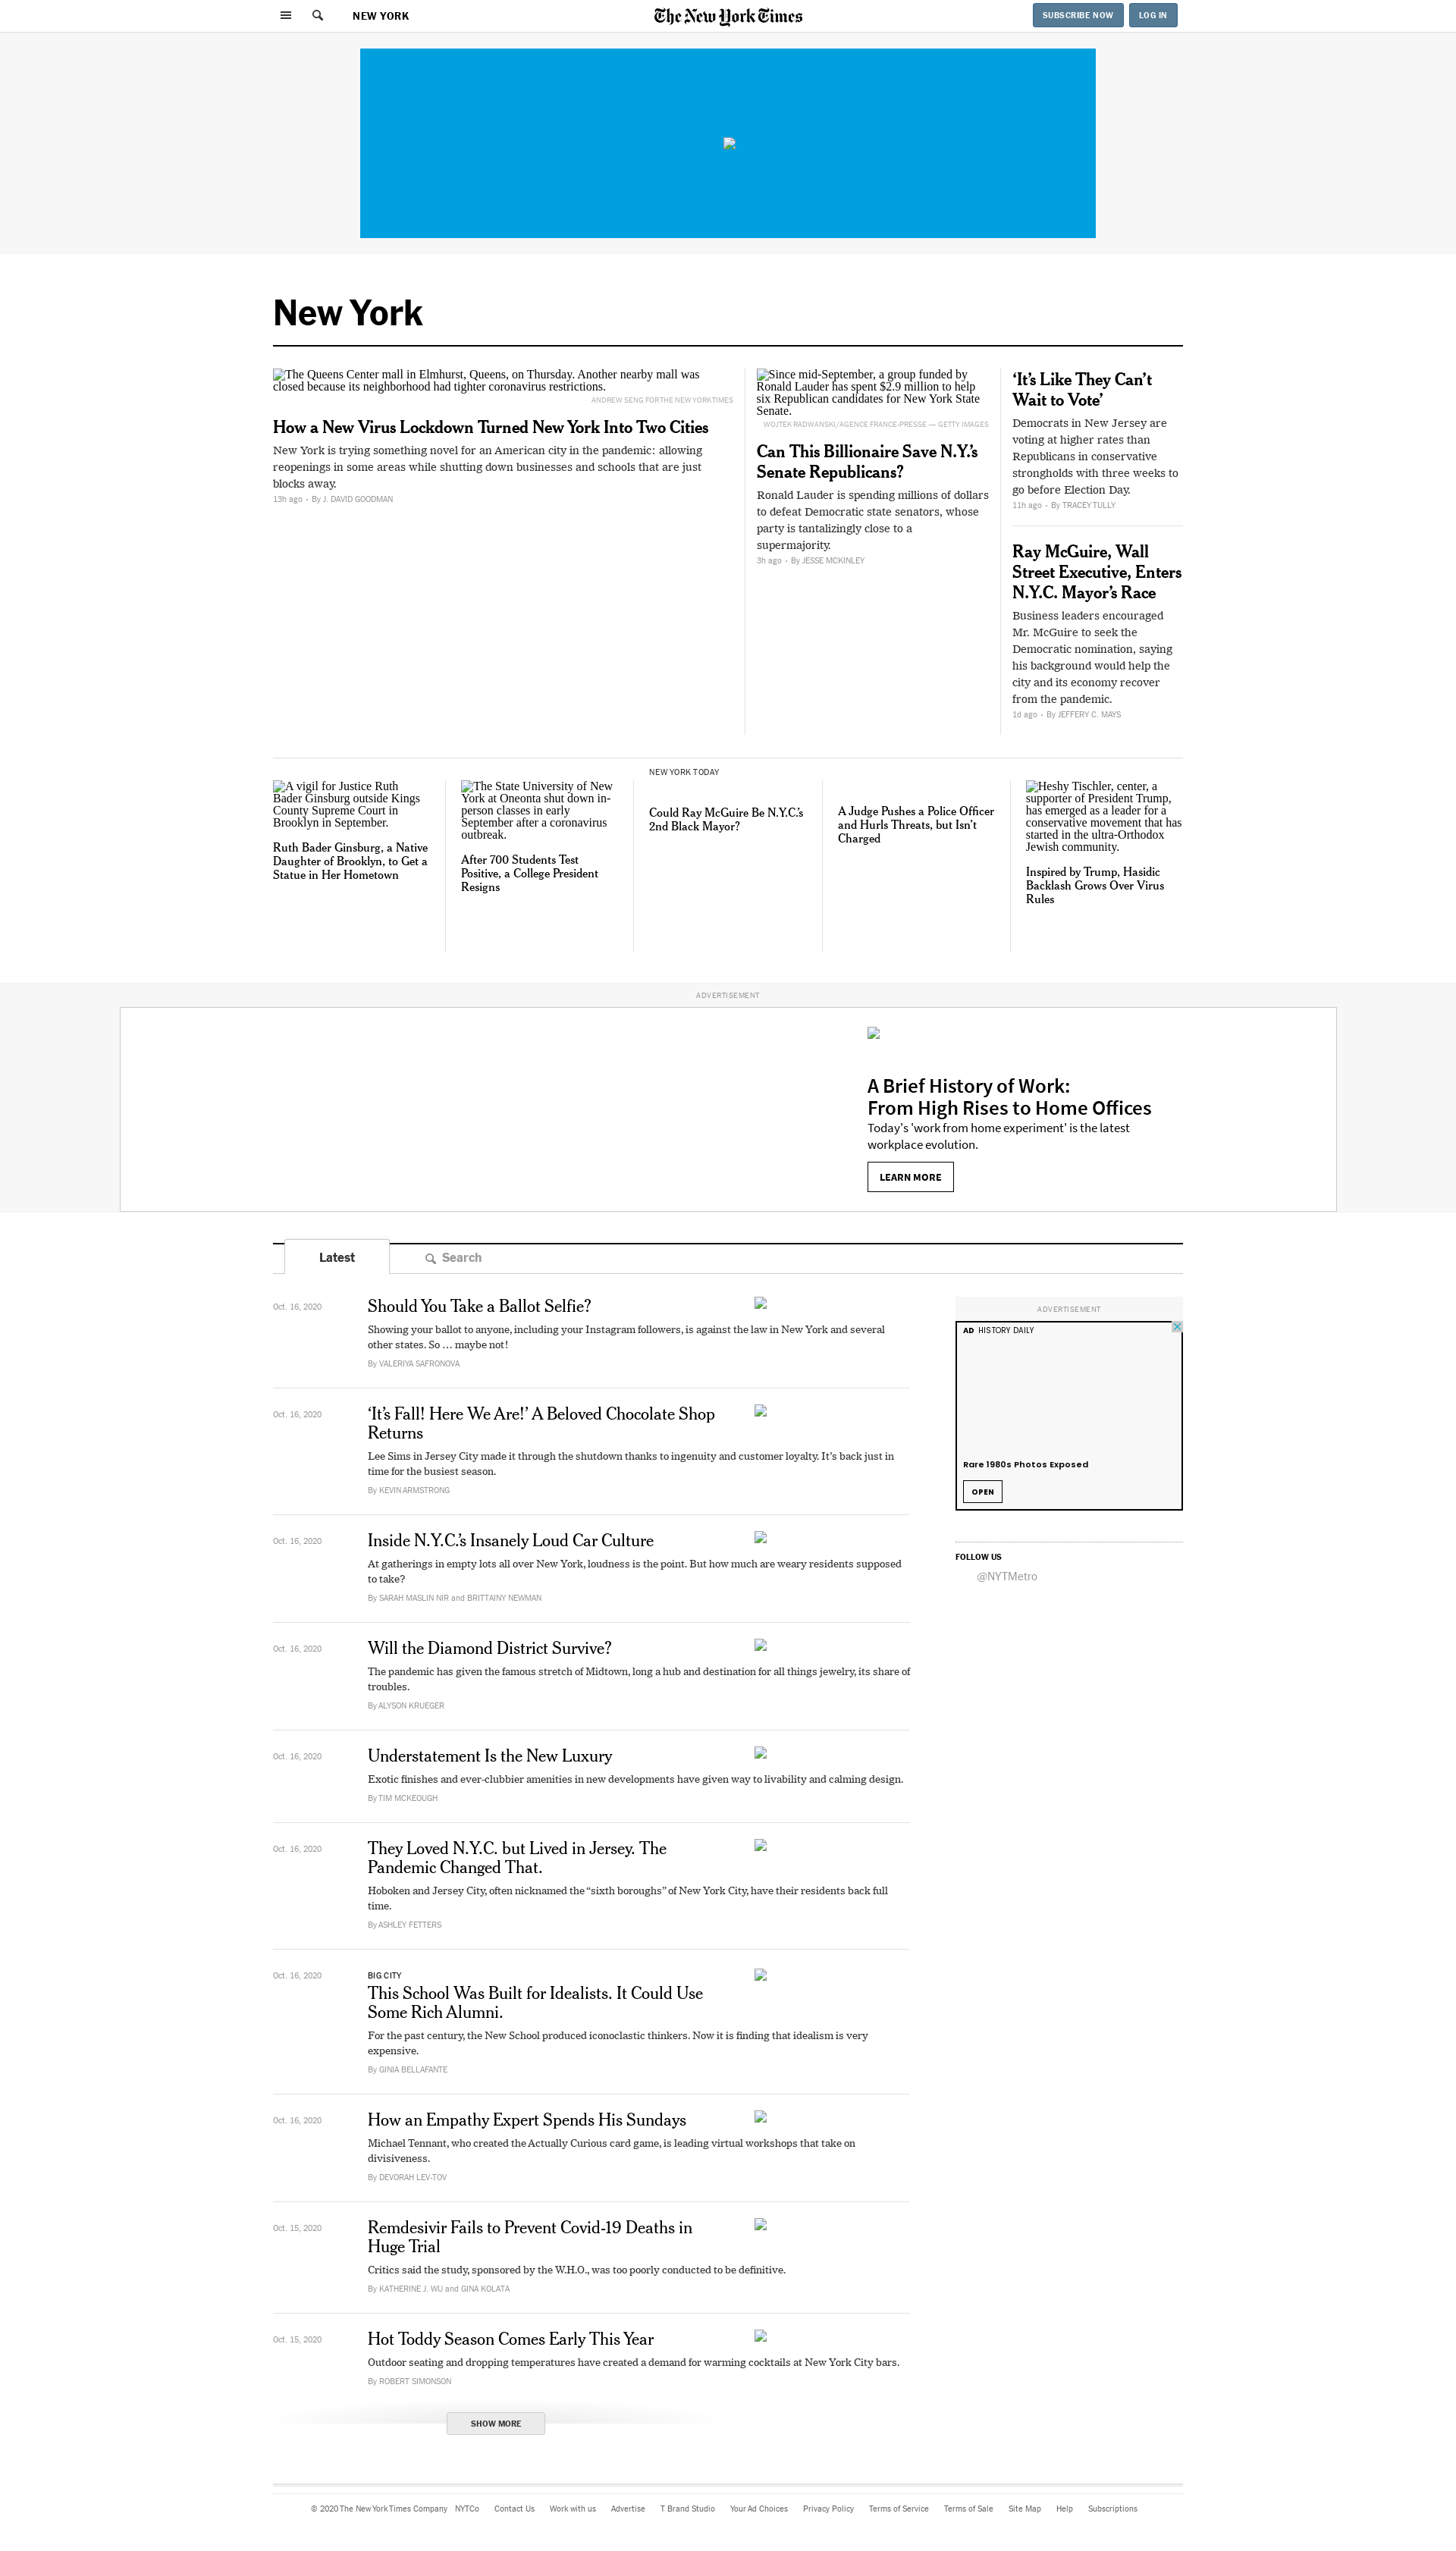 NEW YORK
The New York Times
SUBSCRIBE NOW
LOG IN
New York
The Queens Center mall in Elmhurst, Queens, on Thursday. Another nearby mall was
closed because its neighborhood had tighter coronavirus restrictions.
ANDREW SENG FOR THE NEW YORK TIMES
How a New Virus Lockdown Turned New York Into Two Cities
New York is trying something novel for an American city in the pandemic: allowing
reopenings in some areas while shutting down businesses and schools that are just
blocks away.
13h ago · By J. DAVID GOODMAN
Since mid-September, a group funded by
Ronald Lauder has spent $2.9 million to help
six Republican candidates for New York State
Senate.
WOJTEK RADWANSKI/AGENCE FRANCE-PRESSE — GETTY IMAGES
Can This Billionaire Save N.Y.’s
Senate Republicans?
Ronald Lauder is spending millions of dollars
to defeat Democratic state senators, whose
party is tantalizingly close to a
supermajority.
3h ago · By JESSE MCKINLEY
‘It’s Like They Can’t
Wait to Vote’
Democrats in New Jersey are
voting at higher rates than
Republicans in conservative
strongholds with three weeks to
go before Election Day.
11h ago · By TRACEY TULLY
Ray McGuire, Wall
Street Executive, Enters
N.Y.C. Mayor’s Race
Business leaders encouraged
Mr. McGuire to seek the
Democratic nomination, saying
his background would help the
city and its economy recover
from the pandemic.
1d ago · By JEFFERY C. MAYS
A vigil for Justice Ruth
Bader Ginsburg outside Kings
County Supreme Court in
Brooklyn in September.
Ruth Bader Ginsburg, a Native
Daughter of Brooklyn, to Get a
Statue in Her Hometown
The State University of New
York at Oneonta shut down in-
person classes in early
September after a coronavirus
outbreak.
After 700 Students Test
Positive, a College President
Resigns
NEW YORK TODAY
Could Ray McGuire Be N.Y.C.’s
2nd Black Mayor?
A Judge Pushes a Police Officer
and Hurls Threats, but Isn’t
Charged
Heshy Tischler, center, a
supporter of President Trump,
has emerged as a leader for a
conservative movement that has
started in the ultra-Orthodox
Jewish community.
Inspired by Trump, Hasidic
Backlash Grows Over Virus
Rules
ADVERTISEMENT
A Brief History of Work:
From High Rises to Home Offices
Today's 'work from home experiment' is the latest
workplace evolution.
LEARN MORE
Latest
Search
Oct. 16, 2020
Should You Take a Ballot Selfie?
Showing your ballot to anyone, including your Instagram followers, is against the law in New York and several
other states. So … maybe not!
By VALERIYA SAFRONOVA
Oct. 16, 2020
‘It’s Fall! Here We Are!’ A Beloved Chocolate Shop
Returns
Lee Sims in Jersey City made it through the shutdown thanks to ingenuity and customer loyalty. It’s back just in
time for the busiest season.
By KEVIN ARMSTRONG
Oct. 16, 2020
Inside N.Y.C.’s Insanely Loud Car Culture
At gatherings in empty lots all over New York, loudness is the point. But how much are weary residents supposed
to take?
By SARAH MASLIN NIR and BRITTAINY NEWMAN
Oct. 16, 2020
Will the Diamond District Survive?
The pandemic has given the famous stretch of Midtown, long a hub and destination for all things jewelry, its share of
troubles.
By ALYSON KRUEGER
Oct. 16, 2020
Understatement Is the New Luxury
Exotic finishes and ever-clubbier amenities in new developments have given way to livability and calming design.
By TIM MCKEOUGH
Oct. 16, 2020
They Loved N.Y.C. but Lived in Jersey. The
Pandemic Changed That.
Hoboken and Jersey City, often nicknamed the “sixth boroughs” of New York City, have their residents back full
time.
By ASHLEY FETTERS
Oct. 16, 2020
BIG CITY
This School Was Built for Idealists. It Could Use
Some Rich Alumni.
For the past century, the New School produced iconoclastic thinkers. Now it is finding that idealism is very
expensive.
By GINIA BELLAFANTE
Oct. 16, 2020
How an Empathy Expert Spends His Sundays
Michael Tennant, who created the Actually Curious card game, is leading virtual workshops that take on
divisiveness.
By DEVORAH LEV-TOV
Oct. 15, 2020
Remdesivir Fails to Prevent Covid-19 Deaths in
Huge Trial
Critics said the study, sponsored by the W.H.O., was too poorly conducted to be definitive.
By KATHERINE J. WU and GINA KOLATA
Oct. 15, 2020
Hot Toddy Season Comes Early This Year
Outdoor seating and dropping temperatures have created a demand for warming cocktails at New York City bars.
By ROBERT SIMONSON
SHOW MORE
ADVERTISEMENT
AD HISTORY DAILY
Rare 1980s Photos Exposed
OPEN
FOLLOW US
@NYTMetro
© 2020 The New York Times Company NYTCo Contact Us Work with us Advertise T Brand Studio Your Ad Choices Privacy Policy Terms of Service Terms of Sale Site Map Help Subscriptions